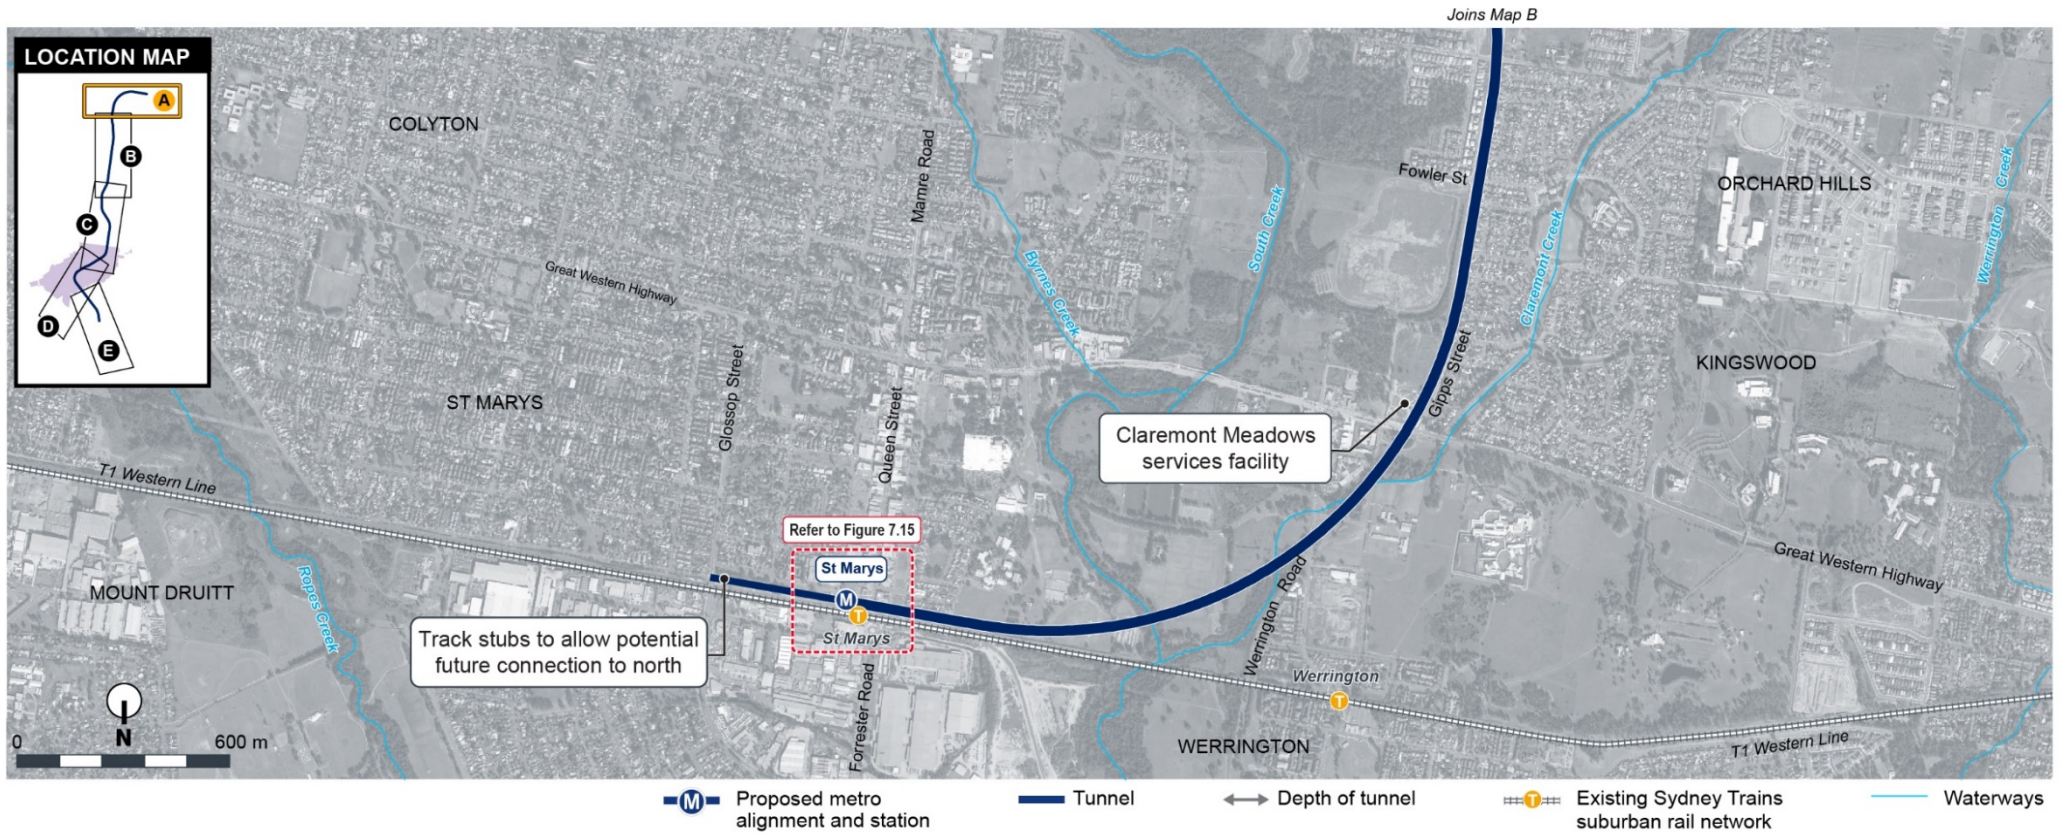 Joins Map B
LOCATION MAP
A
B
C
D
E
COLYTON
Mamre Road
Fowler St
South Creek
ORCHARD HILLS
Werrington Creek
Claremont Creek
Byrnes Creek
Great Western Highway
Glossop Street
Queen Street
Gipps Street
KINGSWOOD
ST MARYS
Claremont Meadows
services facility
T1 Western Line
Refer to Figure 7.15
St Marys
M
T
St Marys
MOUNT DRUITT
Ropes Creek
Track stubs to allow potential
future connection to north
Forrester Road
Werrington Road
Werrington
T
Great Western Highway
WERRINGTON
T1 Western Line
N
0 600 m
M Proposed metro
alignment and station
Tunnel
Depth of tunnel
T Existing Sydney Trains
suburban rail network
Waterways